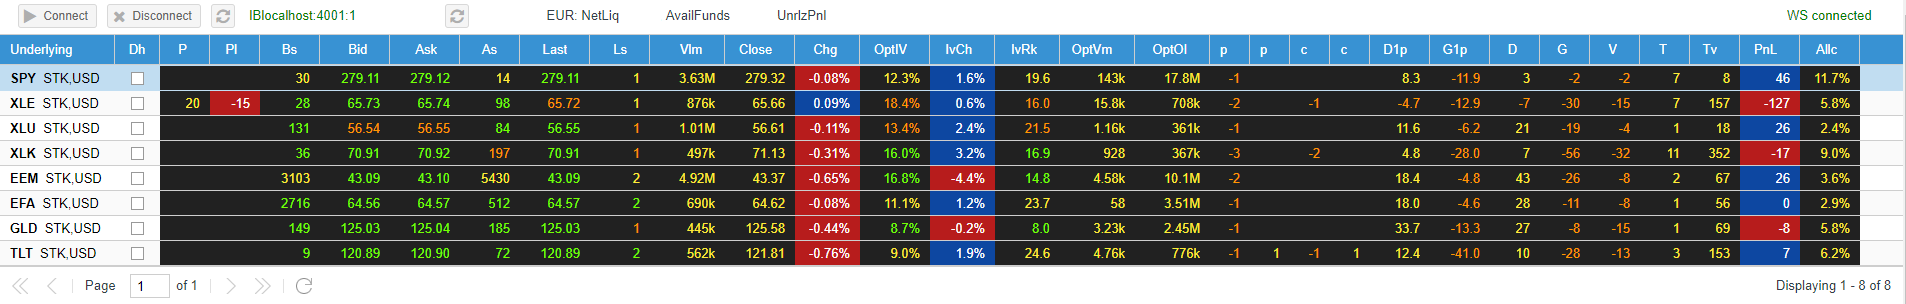 Connect Disconnect IBlocalhost:4001:1 EUR: NetLiq AvailFunds UnrlzPnl WS connected
Underlying Dh P Pl Bs Bid Ask As Last Ls Vlm Close Chg OptIV IvCh IvRk OptVm OptOI p p c c D1p G1p D G V T Tv PnL Allc
SPY STK,USD 30 279.11 279.12 14 279.11 1 3.63M 279.32 -0.08% 12.3% 1.6% 19.6 143k 17.8M -1 8.3 -11.9 3 -2 -2 7 8 46 11.7%
XLE STK,USD 20 -15 28 65.73 65.74 98 65.72 1 876k 65.66 0.09% 18.4% 0.6% 16.0 15.8k 708k -2 -1 -4.7 -12.9 -7 -30 -15 7 157 -127 5.8%
XLU STK,USD 131 56.54 56.55 84 56.55 1 1.01M 56.61 -0.11% 13.4% 2.4% 21.5 1.16k 361k -1 11.6 -6.2 21 -19 -4 1 18 26 2.4%
XLK STK,USD 36 70.91 70.92 197 70.91 1 497k 71.13 -0.31% 16.0% 3.2% 16.9 928 367k -3 -2 4.8 -28.0 7 -56 -32 11 352 -17 9.0%
EEM STK,USD 3103 43.09 43.10 5430 43.09 2 4.92M 43.37 -0.65% 16.8% -4.4% 14.8 4.58k 10.1M -2 18.4 -4.8 43 -26 -8 2 67 26 3.6%
EFA STK,USD 2716 64.56 64.57 512 64.57 2 690k 64.62 -0.08% 11.1% 1.2% 23.7 58 3.51M -1 18.0 -4.6 28 -11 -8 1 56 0 2.9%
GLD STK,USD 149 125.03 125.04 185 125.03 1 445k 125.58 -0.44% 8.7% -0.2% 8.0 3.23k 2.45M -1 33.7 -13.3 27 -8 -15 1 69 -8 5.8%
TLT STK,USD 9 120.89 120.90 72 120.89 2 562k 121.81 -0.76% 9.0% 1.9% 24.6 4.76k 776k -1 1 -1 1 12.4 -41.0 10 -28 -13 3 153 7 6.2%
Page 1 of 1 Displaying 1 - 8 of 8